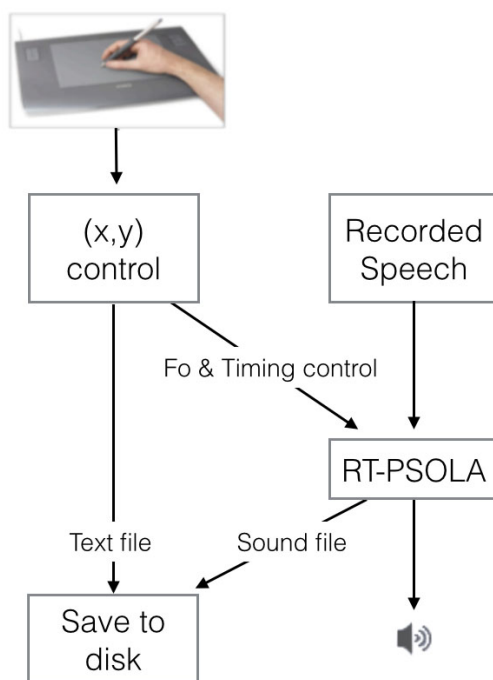 (x,y)
control
Recorded
Speech
Fo & Timing control
RT-PSOLA
Text file
Sound file
Save to
disk